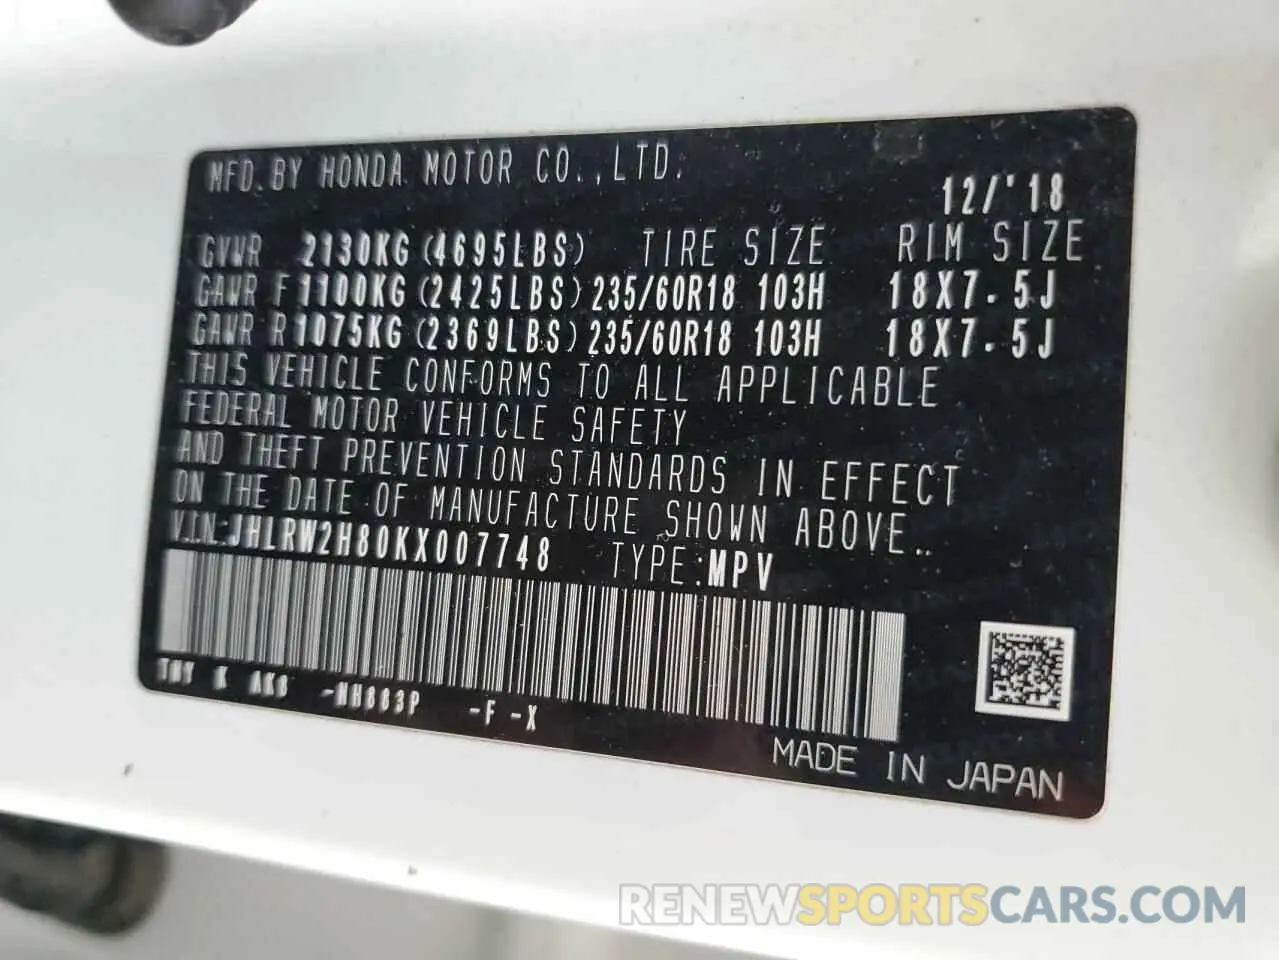 MFD. BY HONDA MOTOR CO., LTD.
12/'18
GVWR 2130KG (4695LBS) TIRE SIZE RIM SIZE
GAWR F 1100KG (2425LBS) 235/60R18 103H 18X7.5J
GAWR R 1075KG (2369LBS) 235/60R18 103H 18X7.5J
THIS VEHICLE CONFORMS TO ALL APPLICABLE
FEDERAL MOTOR VEHICLE SAFETY
AND THEFT PREVENTION STANDARDS IN EFFECT
ON THE DATE OF MANUFACTURE SHOWN ABOVE..
VIN:JHLRW2H80KX007748 TYPE:MPV
-NH883P -F -X
MADE IN JAPAN
RENEWSPORTSCARS.COM